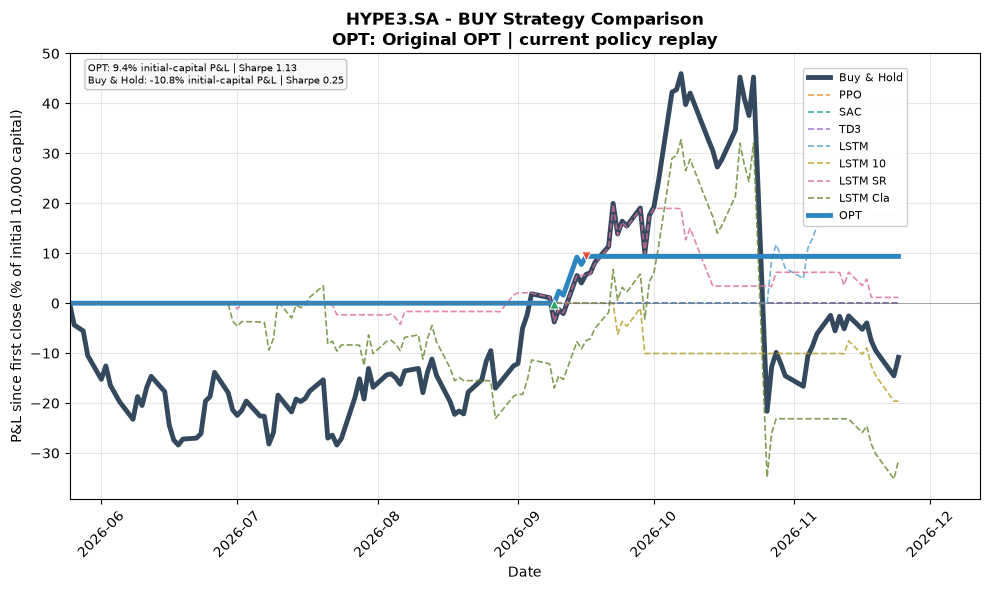 HYPE3.SA - BUY Strategy Comparison
OPT: Original OPT | current policy replay
OPT: 9.4% initial-capital P&L | Sharpe 1.13
Buy & Hold: -10.8% initial-capital P&L | Sharpe 0.25
Buy & Hold
PPO
SAC
TD3
LSTM
LSTM 10
LSTM SR
LSTM Cla
OPT
P&L since first close (% of initial 10,000 capital)
50
40
30
20
10
0
−10
−20
−30
2026-06
2026-07
2026-08
2026-09
2026-10
2026-11
2026-12
Date